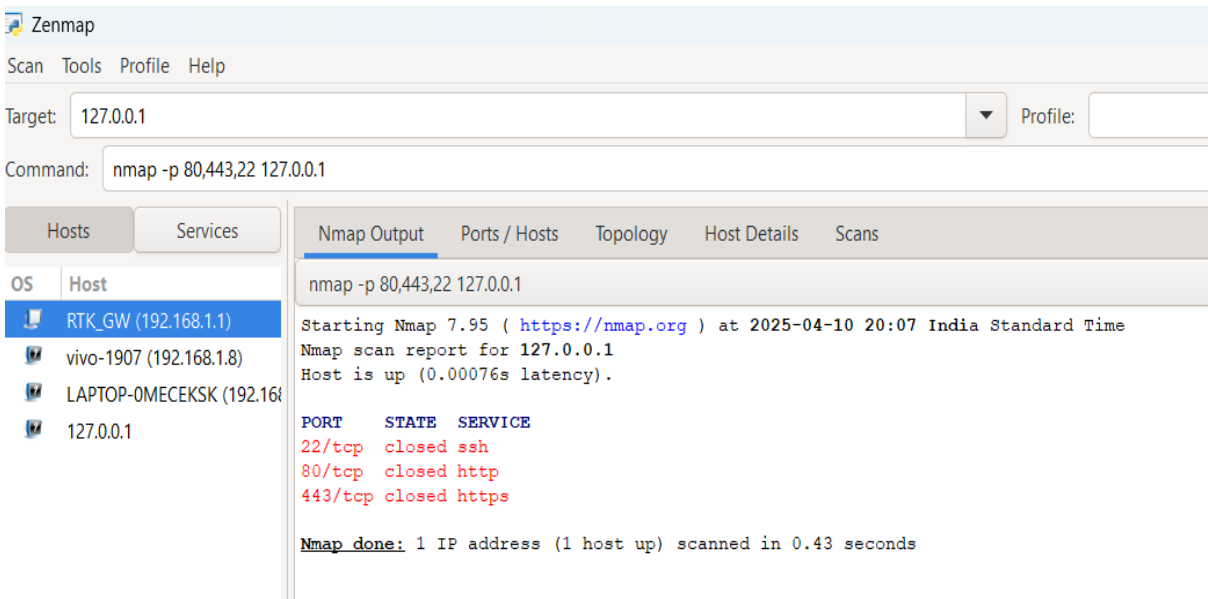 Zenmap
Scan Tools Profile Help
Target: 127.0.0.1 Profile:
Command: nmap -p 80,443,22 127.0.0.1
Hosts Services
OS Host
RTK_GW (192.168.1.1)
vivo-1907 (192.168.1.8)
LAPTOP-0MECEKSK (192.168
127.0.0.1
Nmap Output Ports / Hosts Topology Host Details Scans
nmap -p 80,443,22 127.0.0.1
Starting Nmap 7.95 ( https://nmap.org ) at 2025-04-10 20:07 India Standard Time
Nmap scan report for 127.0.0.1
Host is up (0.00076s latency).
PORT STATE SERVICE
22/tcp closed ssh
80/tcp closed http
443/tcp closed https
Nmap done: 1 IP address (1 host up) scanned in 0.43 seconds